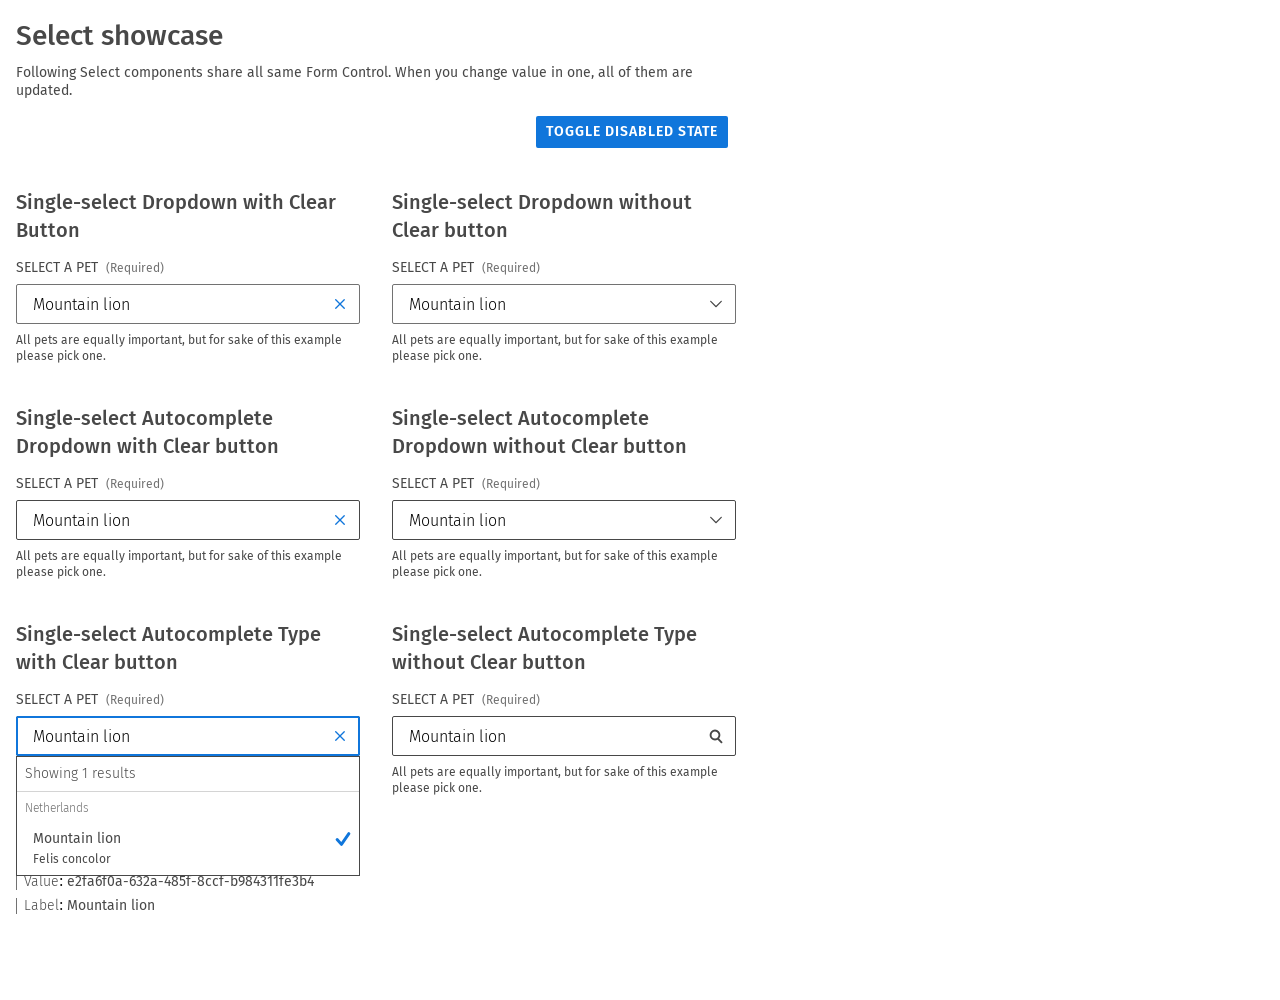 Select showcase
Following Select components share all same Form Control. When you change value in one, all of them are
updated.
TOGGLE DISABLED STATE
Single-select Dropdown with Clear
Button
SELECT A PET (Required)
Mountain lion
All pets are equally important, but for sake of this example
please pick one.
Single-select Dropdown without
Clear button
SELECT A PET (Required)
Mountain lion
All pets are equally important, but for sake of this example
please pick one.
Single-select Autocomplete
Dropdown with Clear button
SELECT A PET (Required)
Mountain lion
All pets are equally important, but for sake of this example
please pick one.
Single-select Autocomplete
Dropdown without Clear button
SELECT A PET (Required)
Mountain lion
All pets are equally important, but for sake of this example
please pick one.
Single-select Autocomplete Type
with Clear button
SELECT A PET (Required)
Mountain lion
Showing 1 results
Netherlands
Mountain lion
Felis concolor
Single-select Autocomplete Type
without Clear button
SELECT A PET (Required)
Mountain lion
All pets are equally important, but for sake of this example
please pick one.
Value: e2fa6f0a-632a-485f-8ccf-b984311fe3b4
Label: Mountain lion